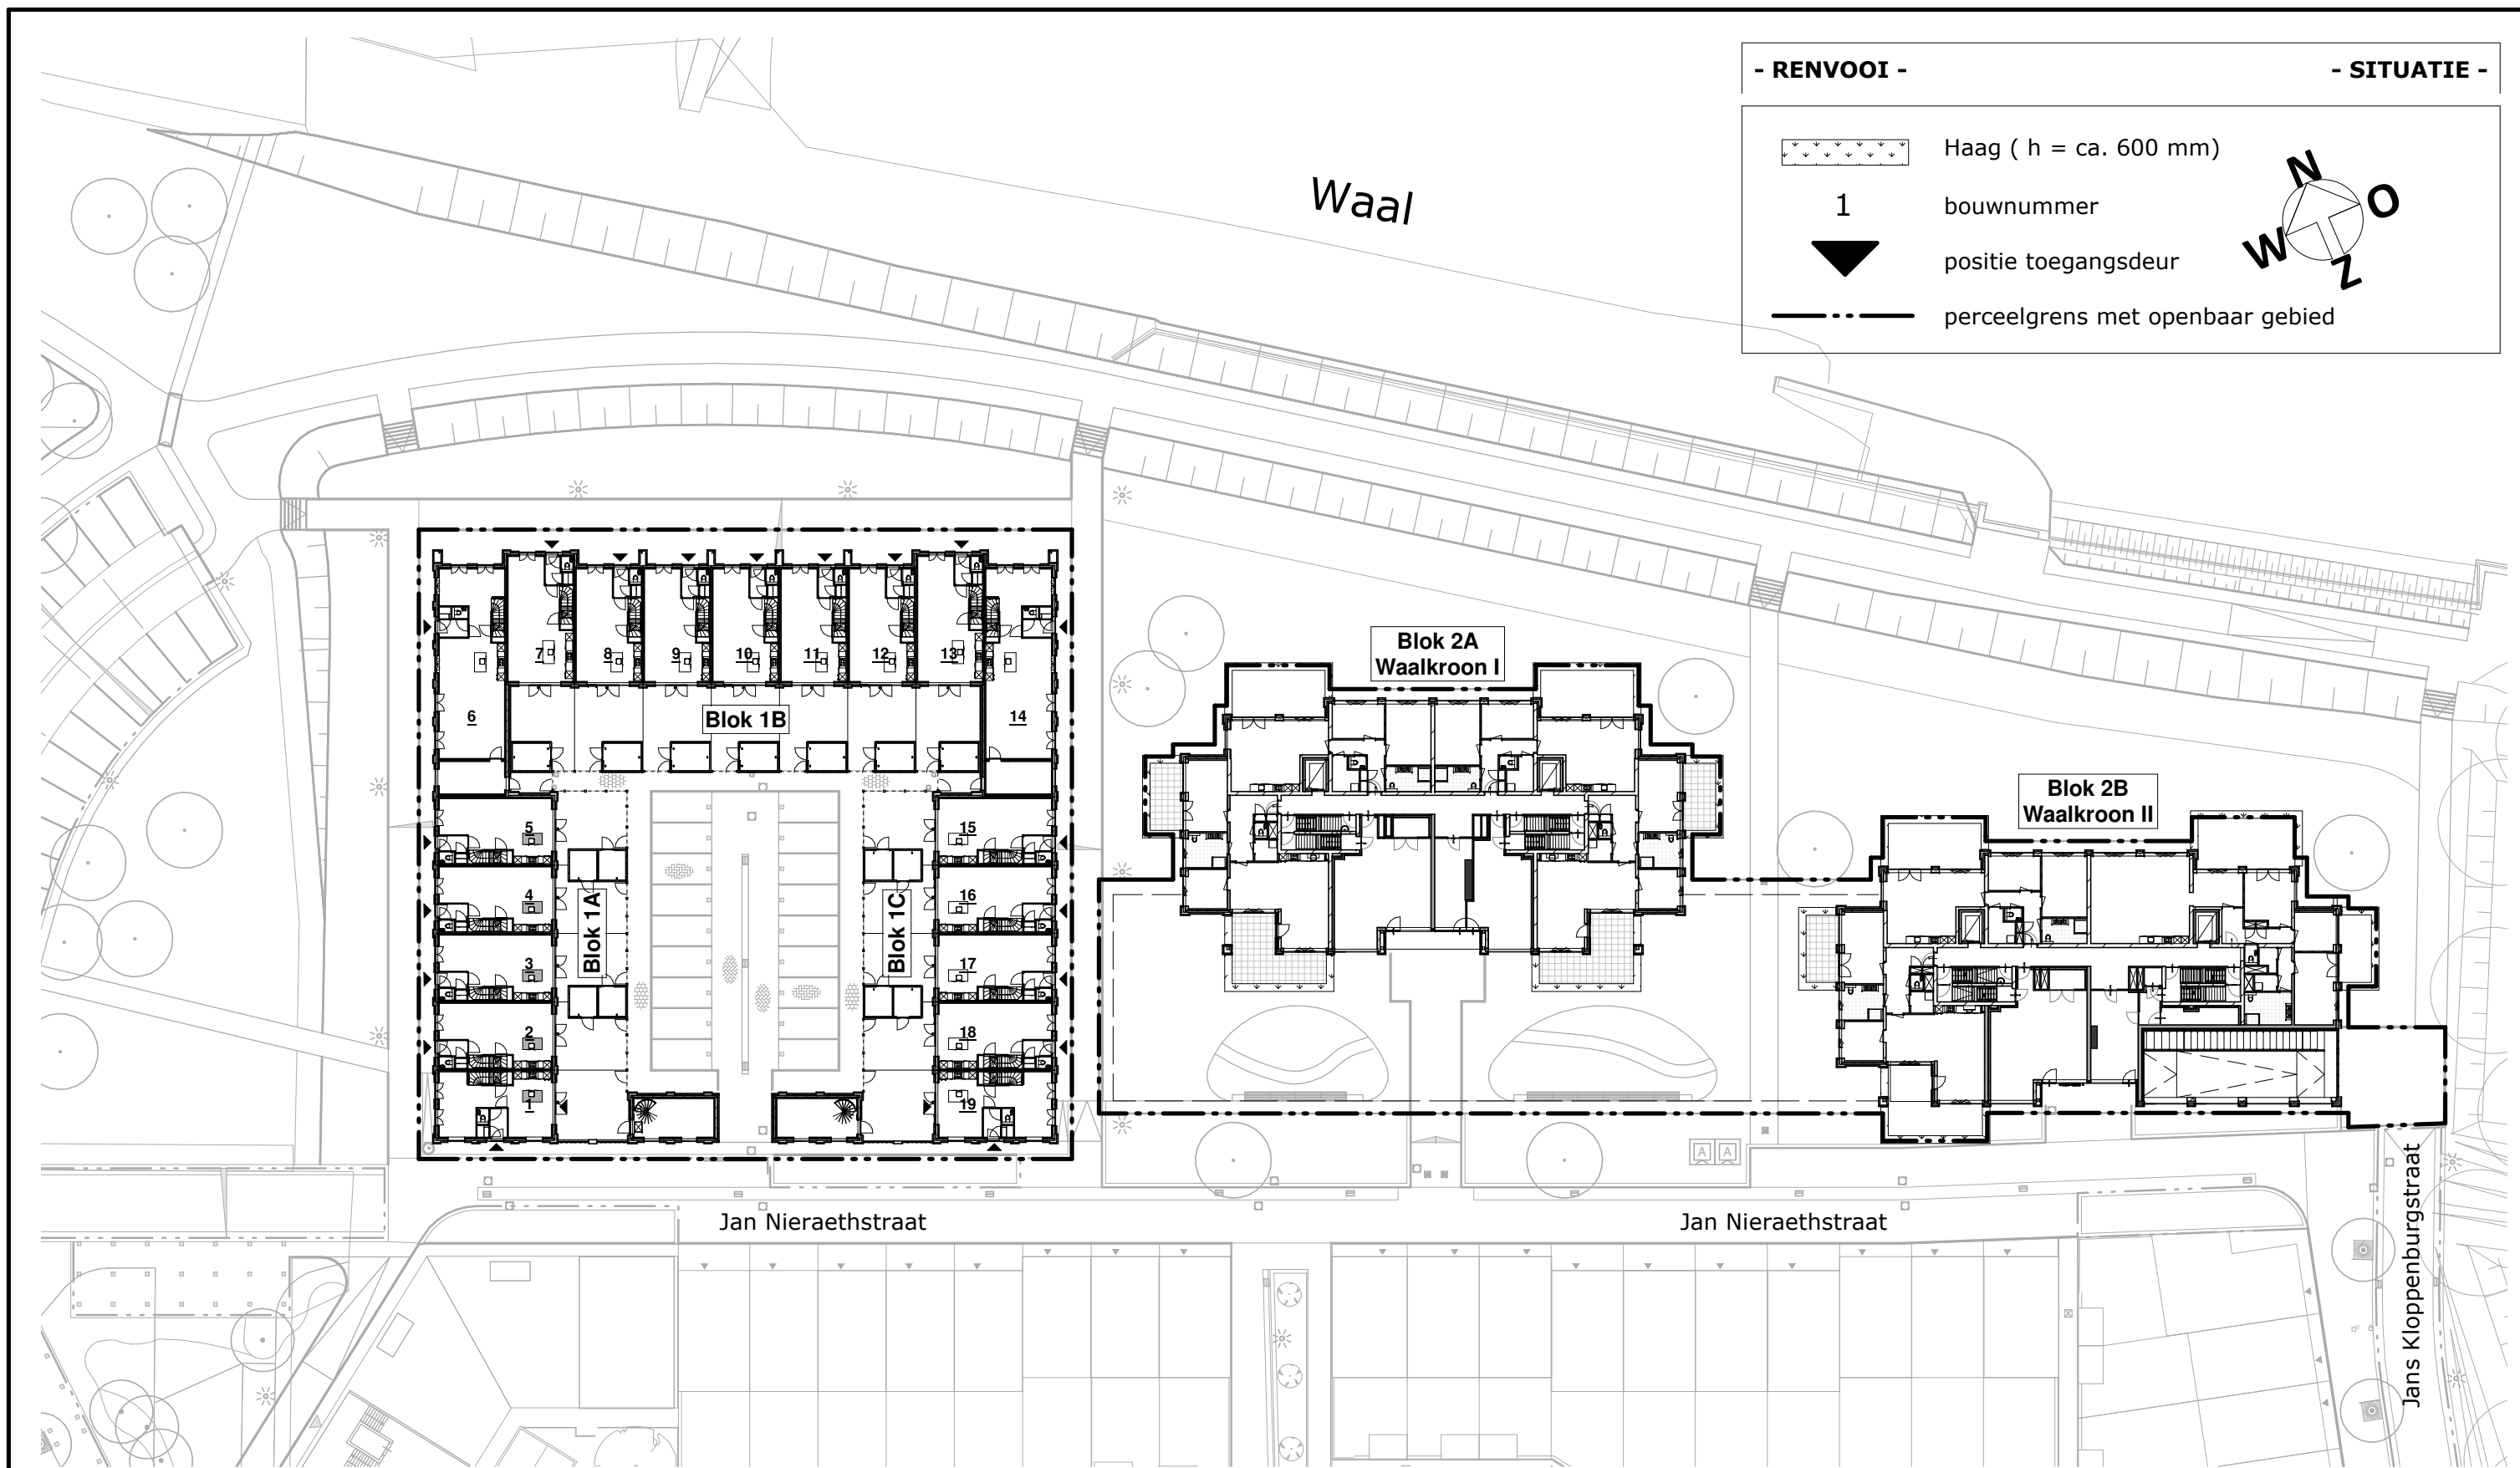 - RENVOOI -
- SITUATIE -
Haag ( h = ca. 600 mm)
1
bouwnummer
positie toegangsdeur
perceelgrens met openbaar gebied
N
O
W
Z
Waal
7
8
9
10
11
12
13
6
Blok 1B
14
5
15
4
16
Blok 1A
Blok 1C
3
17
2
18
1
19
Blok 2A
Waalkroon I
Blok 2B
Waalkroon II
A
A
Jan Nieraethstraat
Jan Nieraethstraat
Jans Kloppenburgstraat